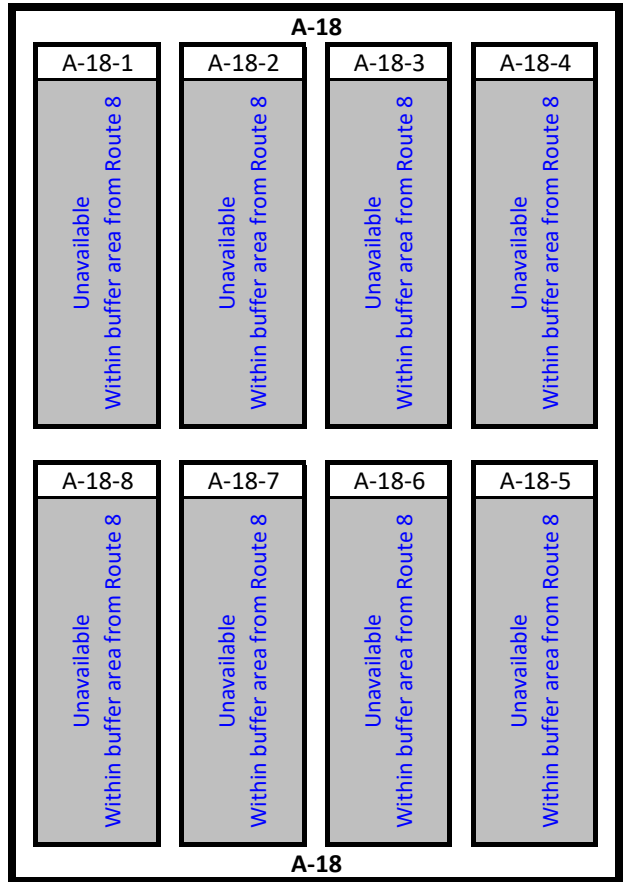 A-18
A-18-1
Unavailable
Within buffer area from Route 8
A-18-2
Unavailable
Within buffer area from Route 8
A-18-3
Unavailable
Within buffer area from Route 8
A-18-4
Unavailable
Within buffer area from Route 8
A-18-8
Unavailable
Within buffer area from Route 8
A-18-7
Unavailable
Within buffer area from Route 8
A-18-6
Unavailable
Within buffer area from Route 8
A-18-5
Unavailable
Within buffer area from Route 8
A-18